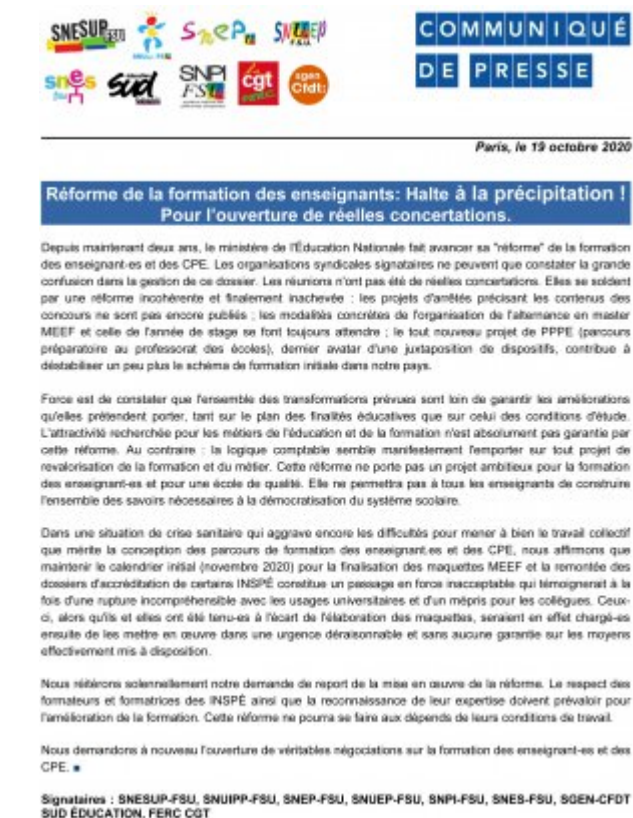 SNESUP FSU
SNEP FSU
SNUEP
FSU
COMMUNIQUÉ
DE PRESSE
snes
fsu
Sud
SNPI
FSU
la
cgt
sgen
Cfdt:
Paris, le 19 octobre 2020
Réforme de la formation des enseignants: Halte à la précipitation !
Pour l'ouverture de réelles concertations.
Depuis maintenant deux ans, le ministère de l'Éducation Nationale fait avancer sa "réforme" de la formation
des enseignant-es et des CPE. Les organisations syndicales signataires ne peuvent que constater la grande
confusion dans la gestion de ce dossier. Les réunions n'ont pas été de réelles concertations. Elles se soldent
par une réforme incohérente et finalement inachevée : les projets d'arrêtés précisant les contenus des
concours ne sont pas encore publiés ; les modalités concrètes de l'organisation de l'alternance en master
MEEF et celle de l'année de stage se font toujours attendre ; le tout nouveau projet de PPPE (parcours
préparatoire au professorat des écoles), dernier avatar d'une juxtaposition de dispositifs, contribue à
déstabiliser un peu plus le schéma de formation initiale dans notre pays.
Force est de constater que l'ensemble des transformations prévues sont loin de garantir les améliorations
qu'elles prétendent porter, tant sur le plan des finalités éducatives que sur celui des conditions d'étude.
L'attractivité recherchée pour les métiers de l'éducation et de la formation n'est absolument pas garantie par
cette réforme. Au contraire : la logique comptable semble manifestement l'emporter sur tout projet de
revalorisation de la formation et du métier. Cette réforme ne porte pas un projet ambitieux pour la formation
des enseignant-es et pour une école de qualité. Elle ne permettra pas à tous les enseignants de construire
l'ensemble des savoirs nécessaires à la démocratisation du système scolaire.
Dans une situation de crise sanitaire qui aggrave encore les difficultés pour mener à bien le travail collectif
que mérite la conception des parcours de formation des enseignant.es et des CPE, nous affirmons que
maintenir le calendrier initial (novembre 2020) pour la finalisation des maquettes MEEF et la remontée des
dossiers d'accréditation de certains INSPÉ constitue un passage en force inacceptable qui témoignerait à la
fois d'une rupture incompréhensible avec les usages universitaires et d'un mépris pour les collègues. Ceux-
ci, alors qu'ils et elles ont été tenu-es à l'écart de l'élaboration des maquettes, seraient en effet chargé-es
ensuite de les mettre en œuvre dans une urgence déraisonnable et sans aucune garantie sur les moyens
effectivement mis à disposition.
Nous réitérons solennellement notre demande de report de la mise en œuvre de la réforme. Le respect des
formateurs et formatrices des INSPÉ ainsi que la reconnaissance de leur expertise doivent prévaloir pour
l'amélioration de la formation. Cette réforme ne pourra se faire aux dépends de leurs conditions de travail.
Nous demandons à nouveau l'ouverture de véritables négociations sur la formation des enseignant-es et des
CPE.
Signataires : SNESUP-FSU, SNUIPP-FSU, SNEP-FSU, SNUEP-FSU, SNPI-FSU, SNES-FSU, SGEN-CFDT
SUD ÉDUCATION, FERC CGT